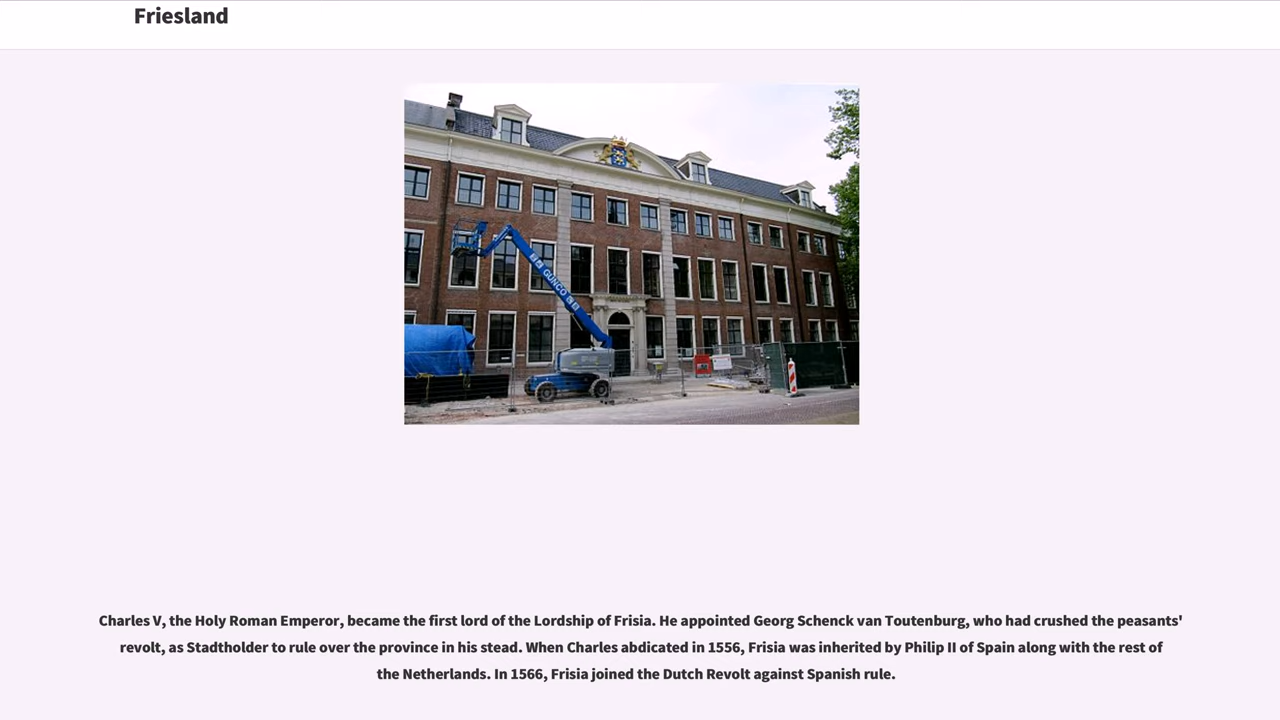 Friesland
GUNCO
Charles V, the Holy Roman Emperor, became the first lord of the Lordship of Frisia. He appointed Georg Schenck van Toutenburg, who had crushed the peasants'
revolt, as Stadtholder to rule over the province in his stead. When Charles abdicated in 1556, Frisia was inherited by Philip II of Spain along with the rest of
the Netherlands. In 1566, Frisia joined the Dutch Revolt against Spanish rule.